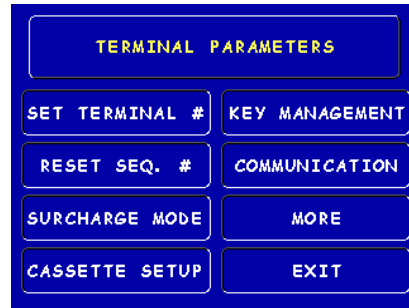 TERMINAL PARAMETERS
SET TERMINAL # KEY MANAGEMENT
RESET SEQ. # COMMUNICATION
SURCHARGE MODE MORE
CASSETTE SETUP EXIT